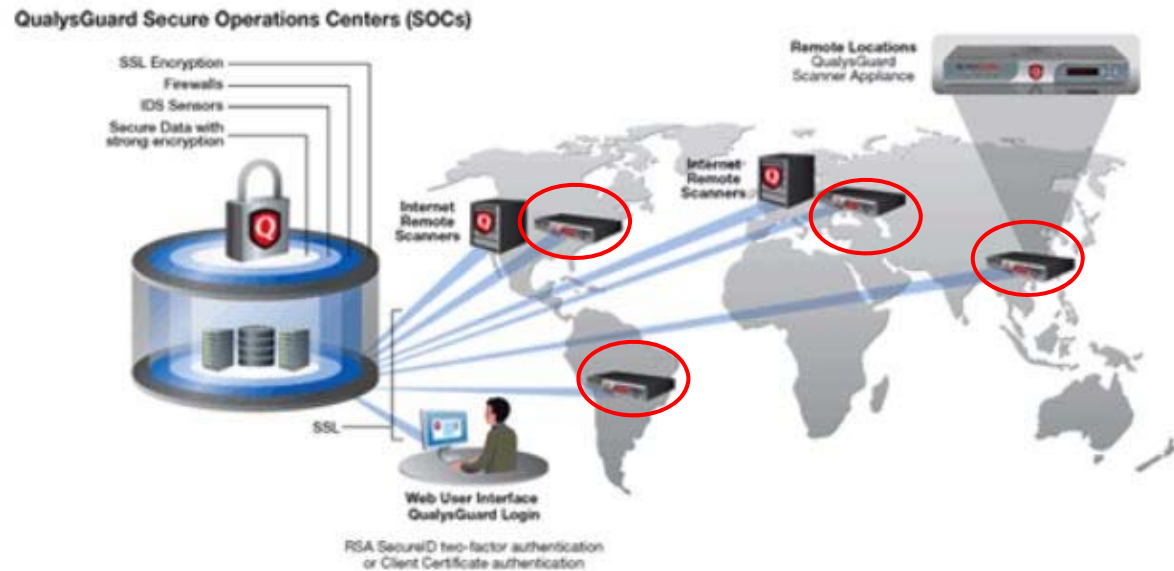 QualysGuard Secure Operations Centers (SOCs)
SSL Encryption
Firewalls
IDS Sensors
Secure Data with
strong encryption
Internet
Remote
Scanners
Internet
Remote
Scanners
Remote Locations
QualysGuard
Scanner Appliance
Q
Q
Q
Q
SSL
Web User Interface
QualysGuard Login
RSA SecureID two-factor authentication
or Client Certificate authentication